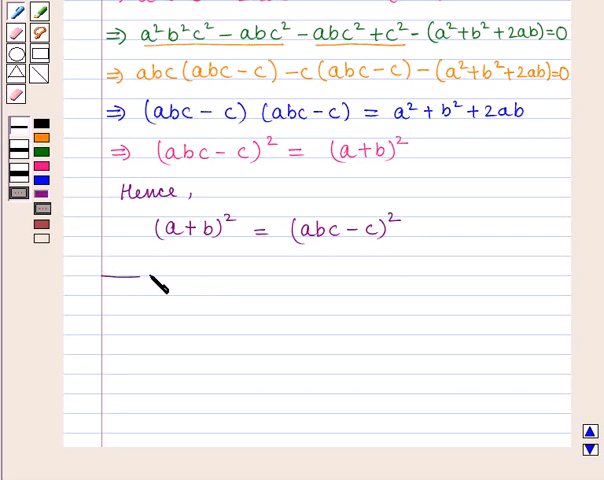 ⇒ a²b²c² - abc² - abc² + c² - (a²+b²+2ab)=0
⇒ abc(abc - c) - c(abc - c) - (a²+b²+2ab)=0
⇒ (abc - c) (abc - c) = a² + b² + 2ab
⇒ (abc - c)² = (a+b)²
Hence,
(a+b)² = (abc - c)²